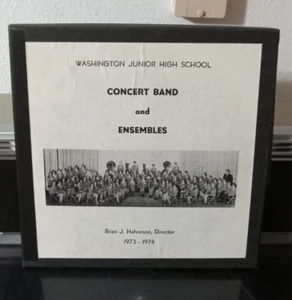 WASHINGTON JUNIOR HIGH SCHOOL
CONCERT BAND
and
ENSEMBLES
Brian J. Halverson, Director
1973 - 1974